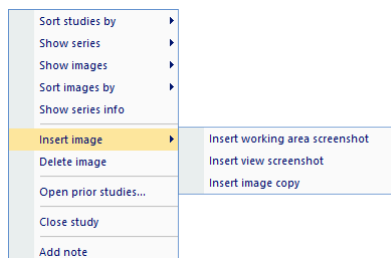 Sort studies by
Show series
Show images
Sort images by
Show series info
Insert image
Delete image
Open prior studies...
Close study
Add note
Insert working area screenshot
Insert view screenshot
Insert image copy